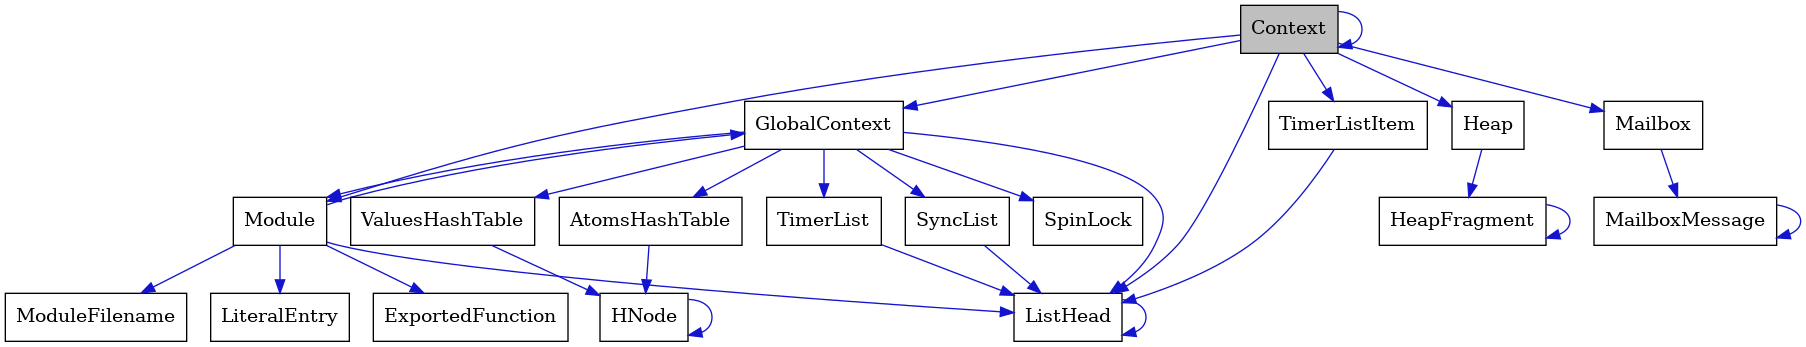 Context
GlobalContext
TimerListItem
Heap
Mailbox
Module
ValuesHashTable
AtomsHashTable
TimerList
SyncList
SpinLock
HeapFragment
MailboxMessage
ModuleFilename
LiteralEntry
ExportedFunction
HNode
ListHead